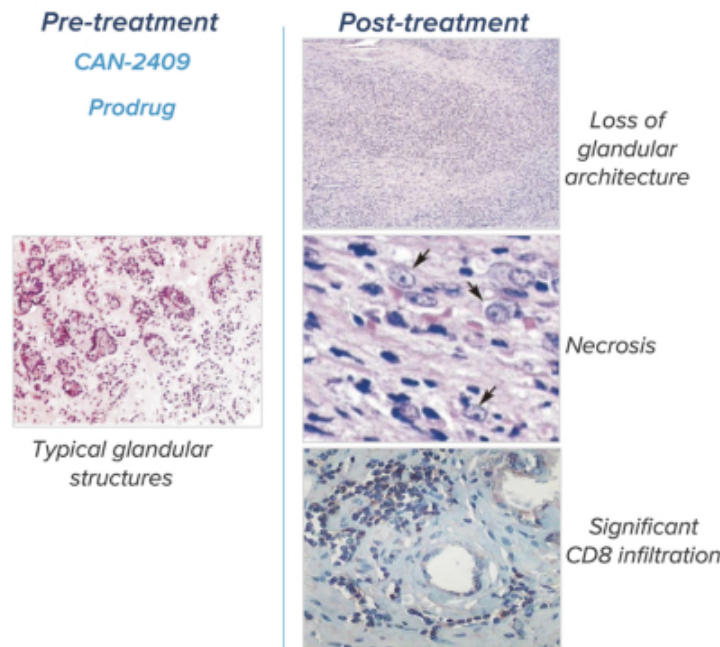 Pre-treatment
CAN-2409
Prodrug
Typical glandular
structures
Post-treatment
Loss of
glandular
architecture
Necrosis
Significant
CD8 infiltration